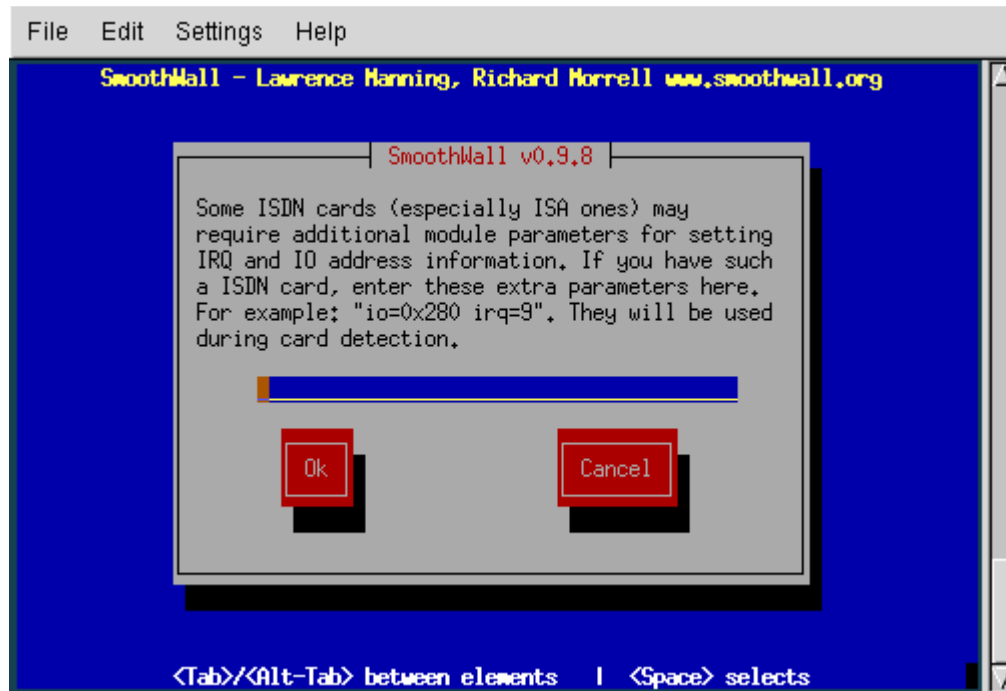 File Edit Settings Help
SmoothWall - Lawrence Manning, Richard Morrell www.smoothwall.org
SmoothWall v0.9.8
Some ISDN cards (especially ISA ones) may
require additional module parameters for setting
IRQ and IO address information. If you have such
a ISDN card, enter these extra parameters here.
For example: "io=0x280 irq=9". They will be used
during card detection.
Ok Cancel
<Tab>/<Alt-Tab> between elements | <Space> selects